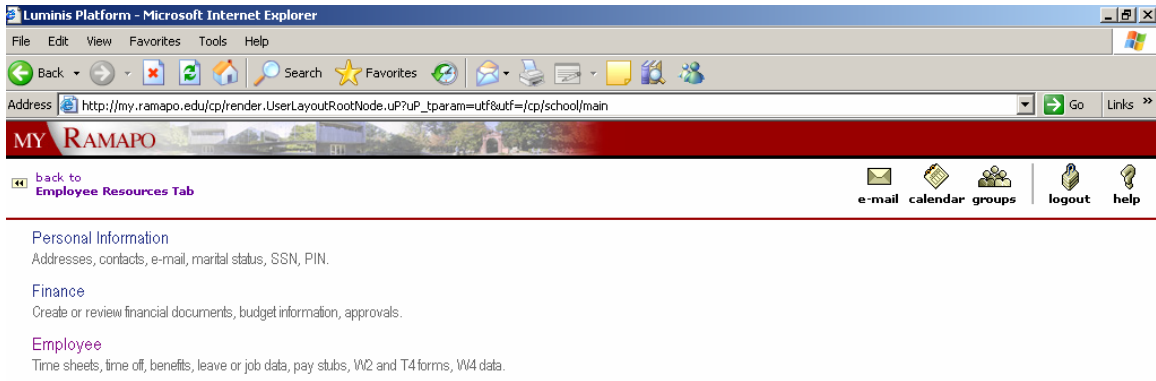 Luminis Platform - Microsoft Internet Explorer
File Edit View Favorites Tools Help
Back Search Favorites
Address http://my.ramapo.edu/cp/render.UserLayoutRootNode.uP?uP_tparam=utf&utf=/cp/school/main Go Links »
MY RAMAPO
back to
Employee Resources Tab
e-mail calendar groups logout help
Personal Information
Addresses, contacts, e-mail, marital status, SSN, PIN.
Finance
Create or review financial documents, budget information, approvals.
Employee
Time sheets, time off, benefits, leave or job data, pay stubs, W2 and T4 forms, W4 data.